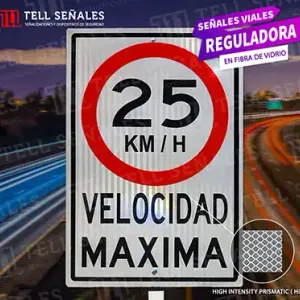 TELL SEÑALES
SEÑALIZACIONES Y DISPOSITIVOS DE SEGURIDAD
SEÑALES VIALES
REGULADORA
EN FIBRA DE VIDRIO
25
KM / H
VELOCIDAD
MAXIMA
HIGH INTENSITY PRISMATIC ( H